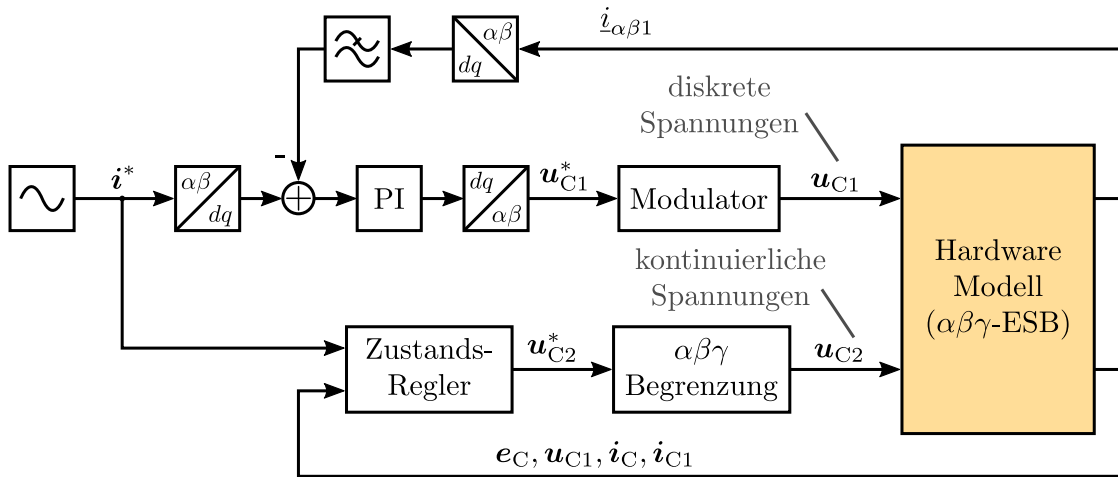 i̲αβ1
αβ
dq
diskrete
Spannungen
-
i*
αβ
dq
PI
dq
αβ
u*C1
Modulator
uC1
kontinuierliche
Spannungen
Hardware
Modell
(αβγ-ESB)
Zustands-
Regler
u*C2
αβγ
Begrenzung
uC2
eC, uC1, iC, iC1